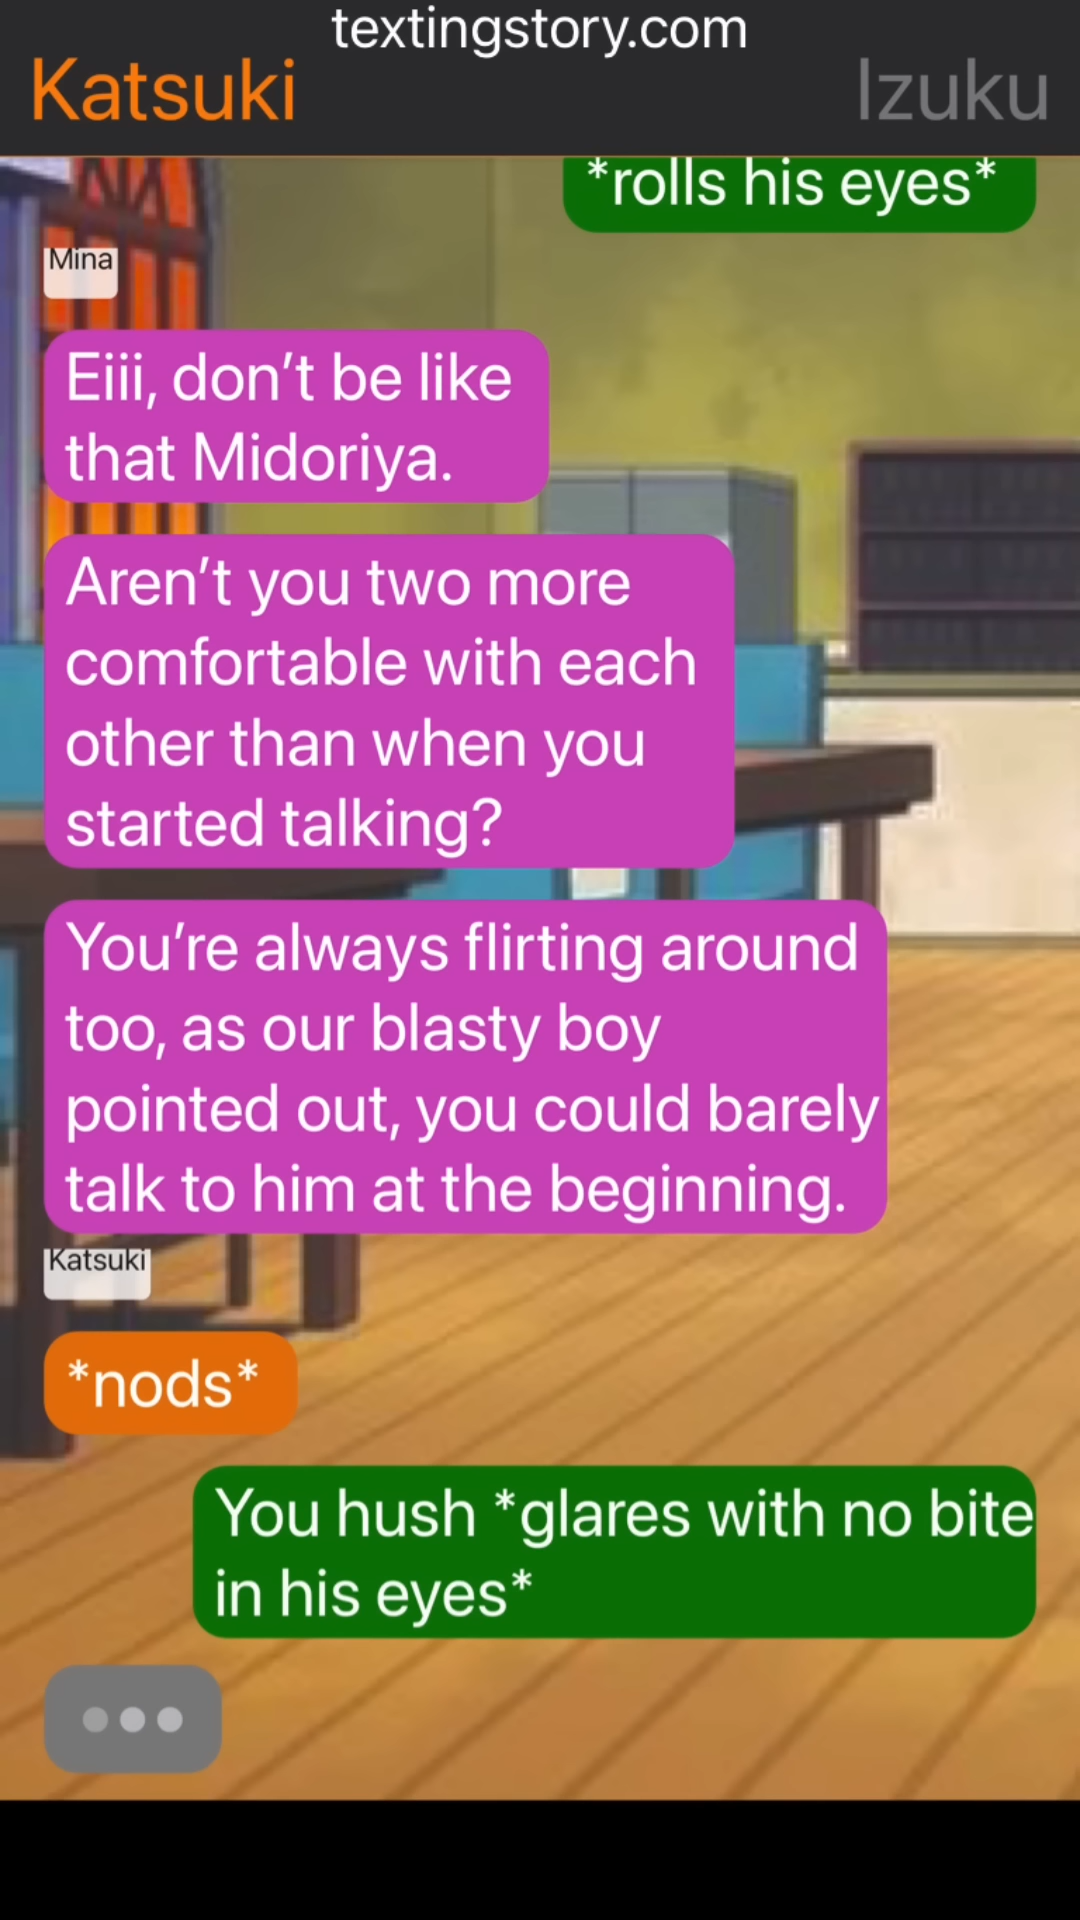 textingstory.com
Katsuki
Izuku
*rolls his eyes*
Mina
Eiii, don’t be like
that Midoriya.
Aren’t you two more
comfortable with each
other than when you
started talking?
You’re always flirting around
too, as our blasty boy
pointed out, you could barely
talk to him at the beginning.
Katsuki
*nods*
You hush *glares with no bite
in his eyes*